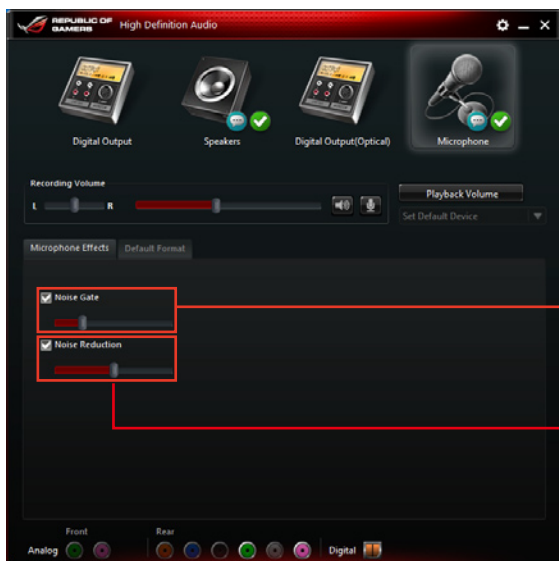 REPUBLIC OF
GAMERS
High Definition Audio
Digital Output
Speakers
Digital Output(Optical)
Microphone
Recording Volume
L
R
Playback Volume
Set Default Device
Microphone Effects
Default Format
Noise Gate
Noise Reduction
Front
Rear
Analog
Digital